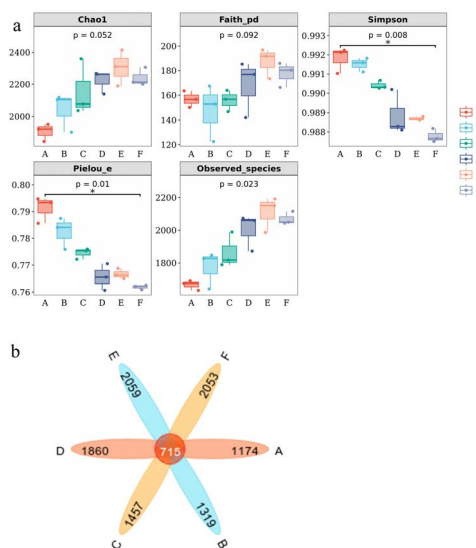 a
Chao1
p = 0.052
2400
2200
2000
A B C D E F
Faith_pd
p = 0.092
200
180
160
140
120
Simpson
p = 0.008
*
0.993
0.992
0.991
0.990
0.989
0.988
A B C D E F
Pielou_e
p = 0.01
*
0.80
0.79
0.78
0.77
0.76
A B C D E F
Observed_species
p = 0.023
2200
2000
1800
A B C D E F
b
E
2059
F
2053
D
1860
715
1174
A
1457
C
1319
B